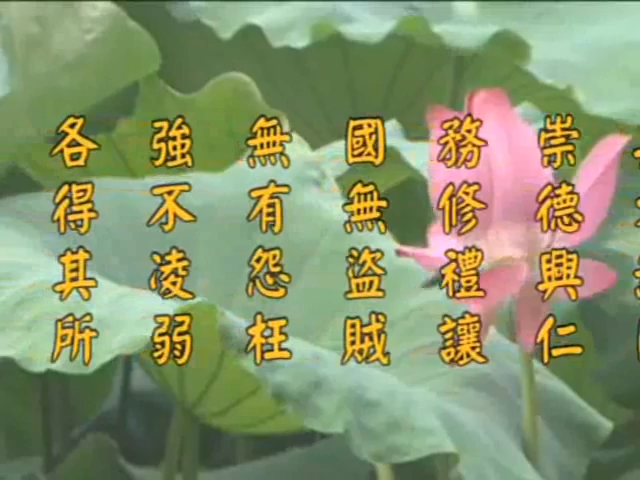 崇德興仁
務修禮讓
國無盜賊
無有怨枉
強不凌弱
各得其所